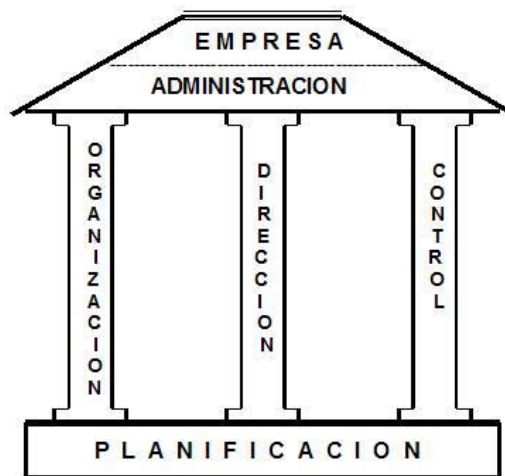 EMPRESA
ADMINISTRACION
ORGANIZACION
DIRECCION
CONTROL
PLANIFICACION